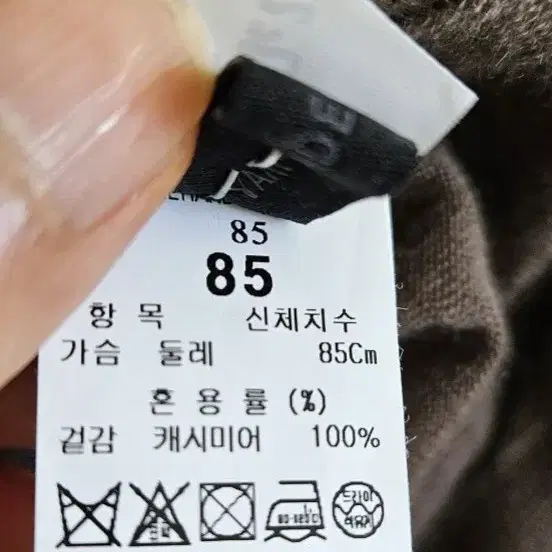 85
85
항 목 신체치수
가슴 둘레 85Cm
혼 용 률 (%)
겉감 캐시미어 100%
드라이